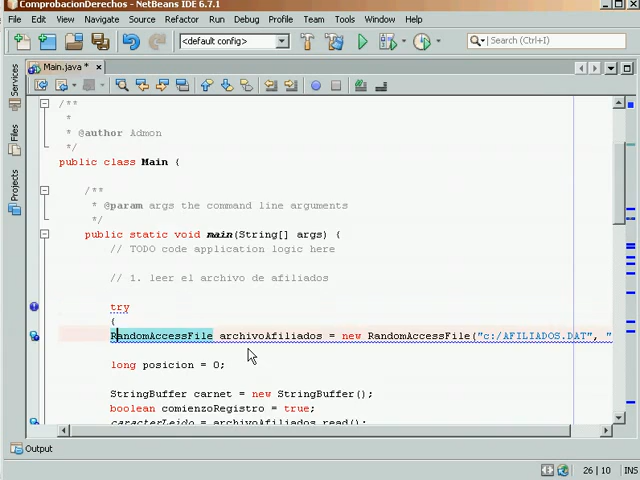 ComprobacionDerechos - NetBeans IDE 6.7.1
File Edit View Navigate Source Refactor Run Debug Profile Team Tools Window Help
<default config> Search (Ctrl+I)
Main.java *
Services
Files
Projects
/**
*
* @author Admon
*/
public class Main {
/**
* @param args the command line arguments
*/
public static void main(String[] args) {
// TODO code application logic here
// 1. leer el archivo de afiliados
try
{
RandomAccessFile archivoAfiliados = new RandomAccessFile("c:/AFILIADOS.DAT", "
long posicion = 0;
StringBuffer carnet = new StringBuffer();
boolean comienzoRegistro = true;
caracterLeido = archivoAfiliados.read();
Output
26 | 10 INS